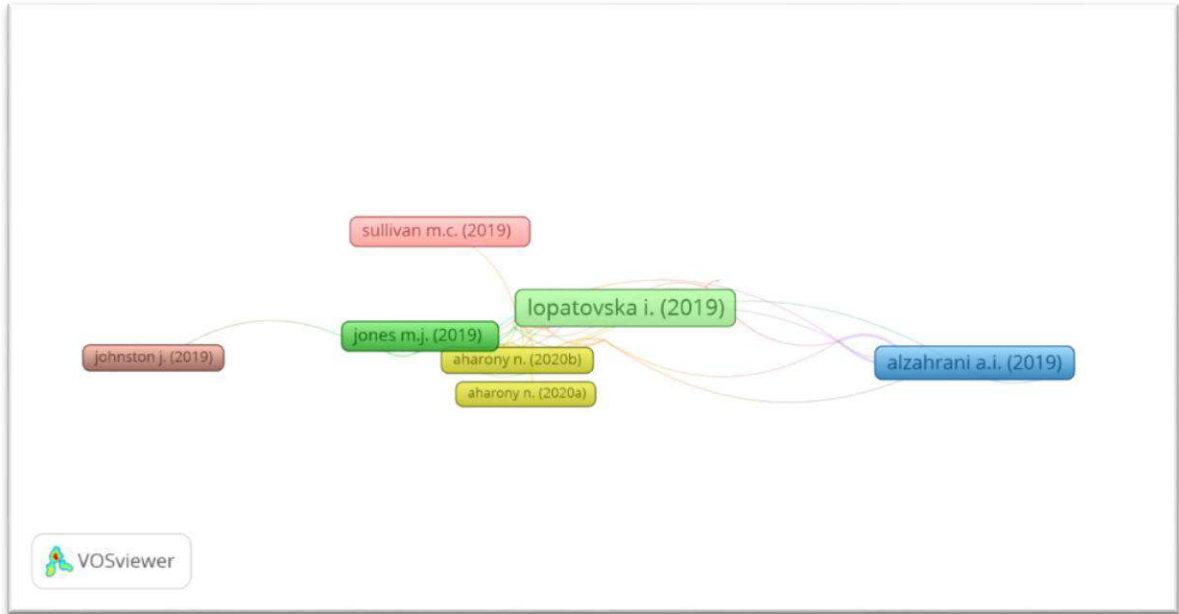 sullivan m.c. (2019)
lopatovska i. (2019)
jones m.j. (2019)
johnston j. (2019)
aharony n. (2020b)
alzahrani a.i. (2019)
aharony n. (2020a)
VOSviewer